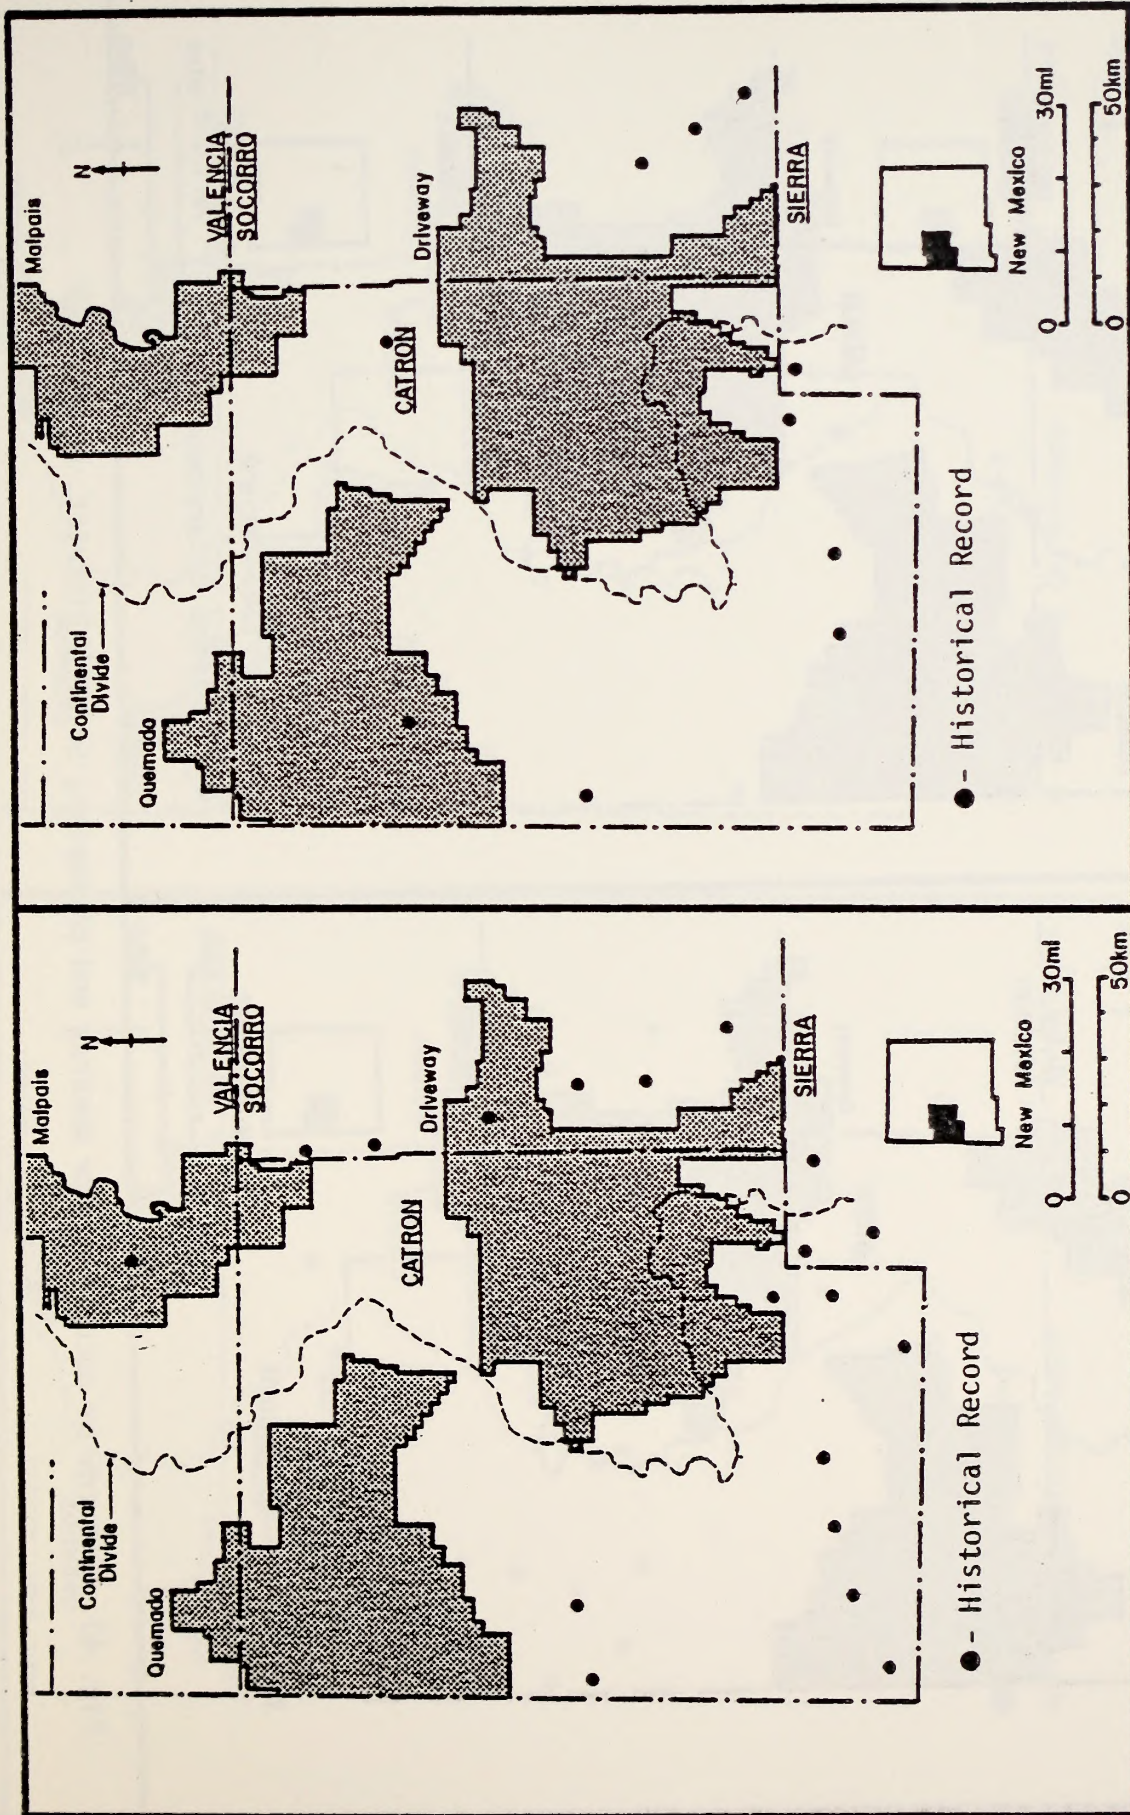 Malpais
N
Continental
Divide
VALENCIA
SOCORRO
Quemado
Driveway
CATRON
SIERRA
● - Historical Record
New Mexico
0 30mi
0 50km
Malpais
N
Continental
Divide
VALENCIA
SOCORRO
Quemado
Driveway
CATRON
SIERRA
● - Historical Record
New Mexico
0 30mi
0 50km